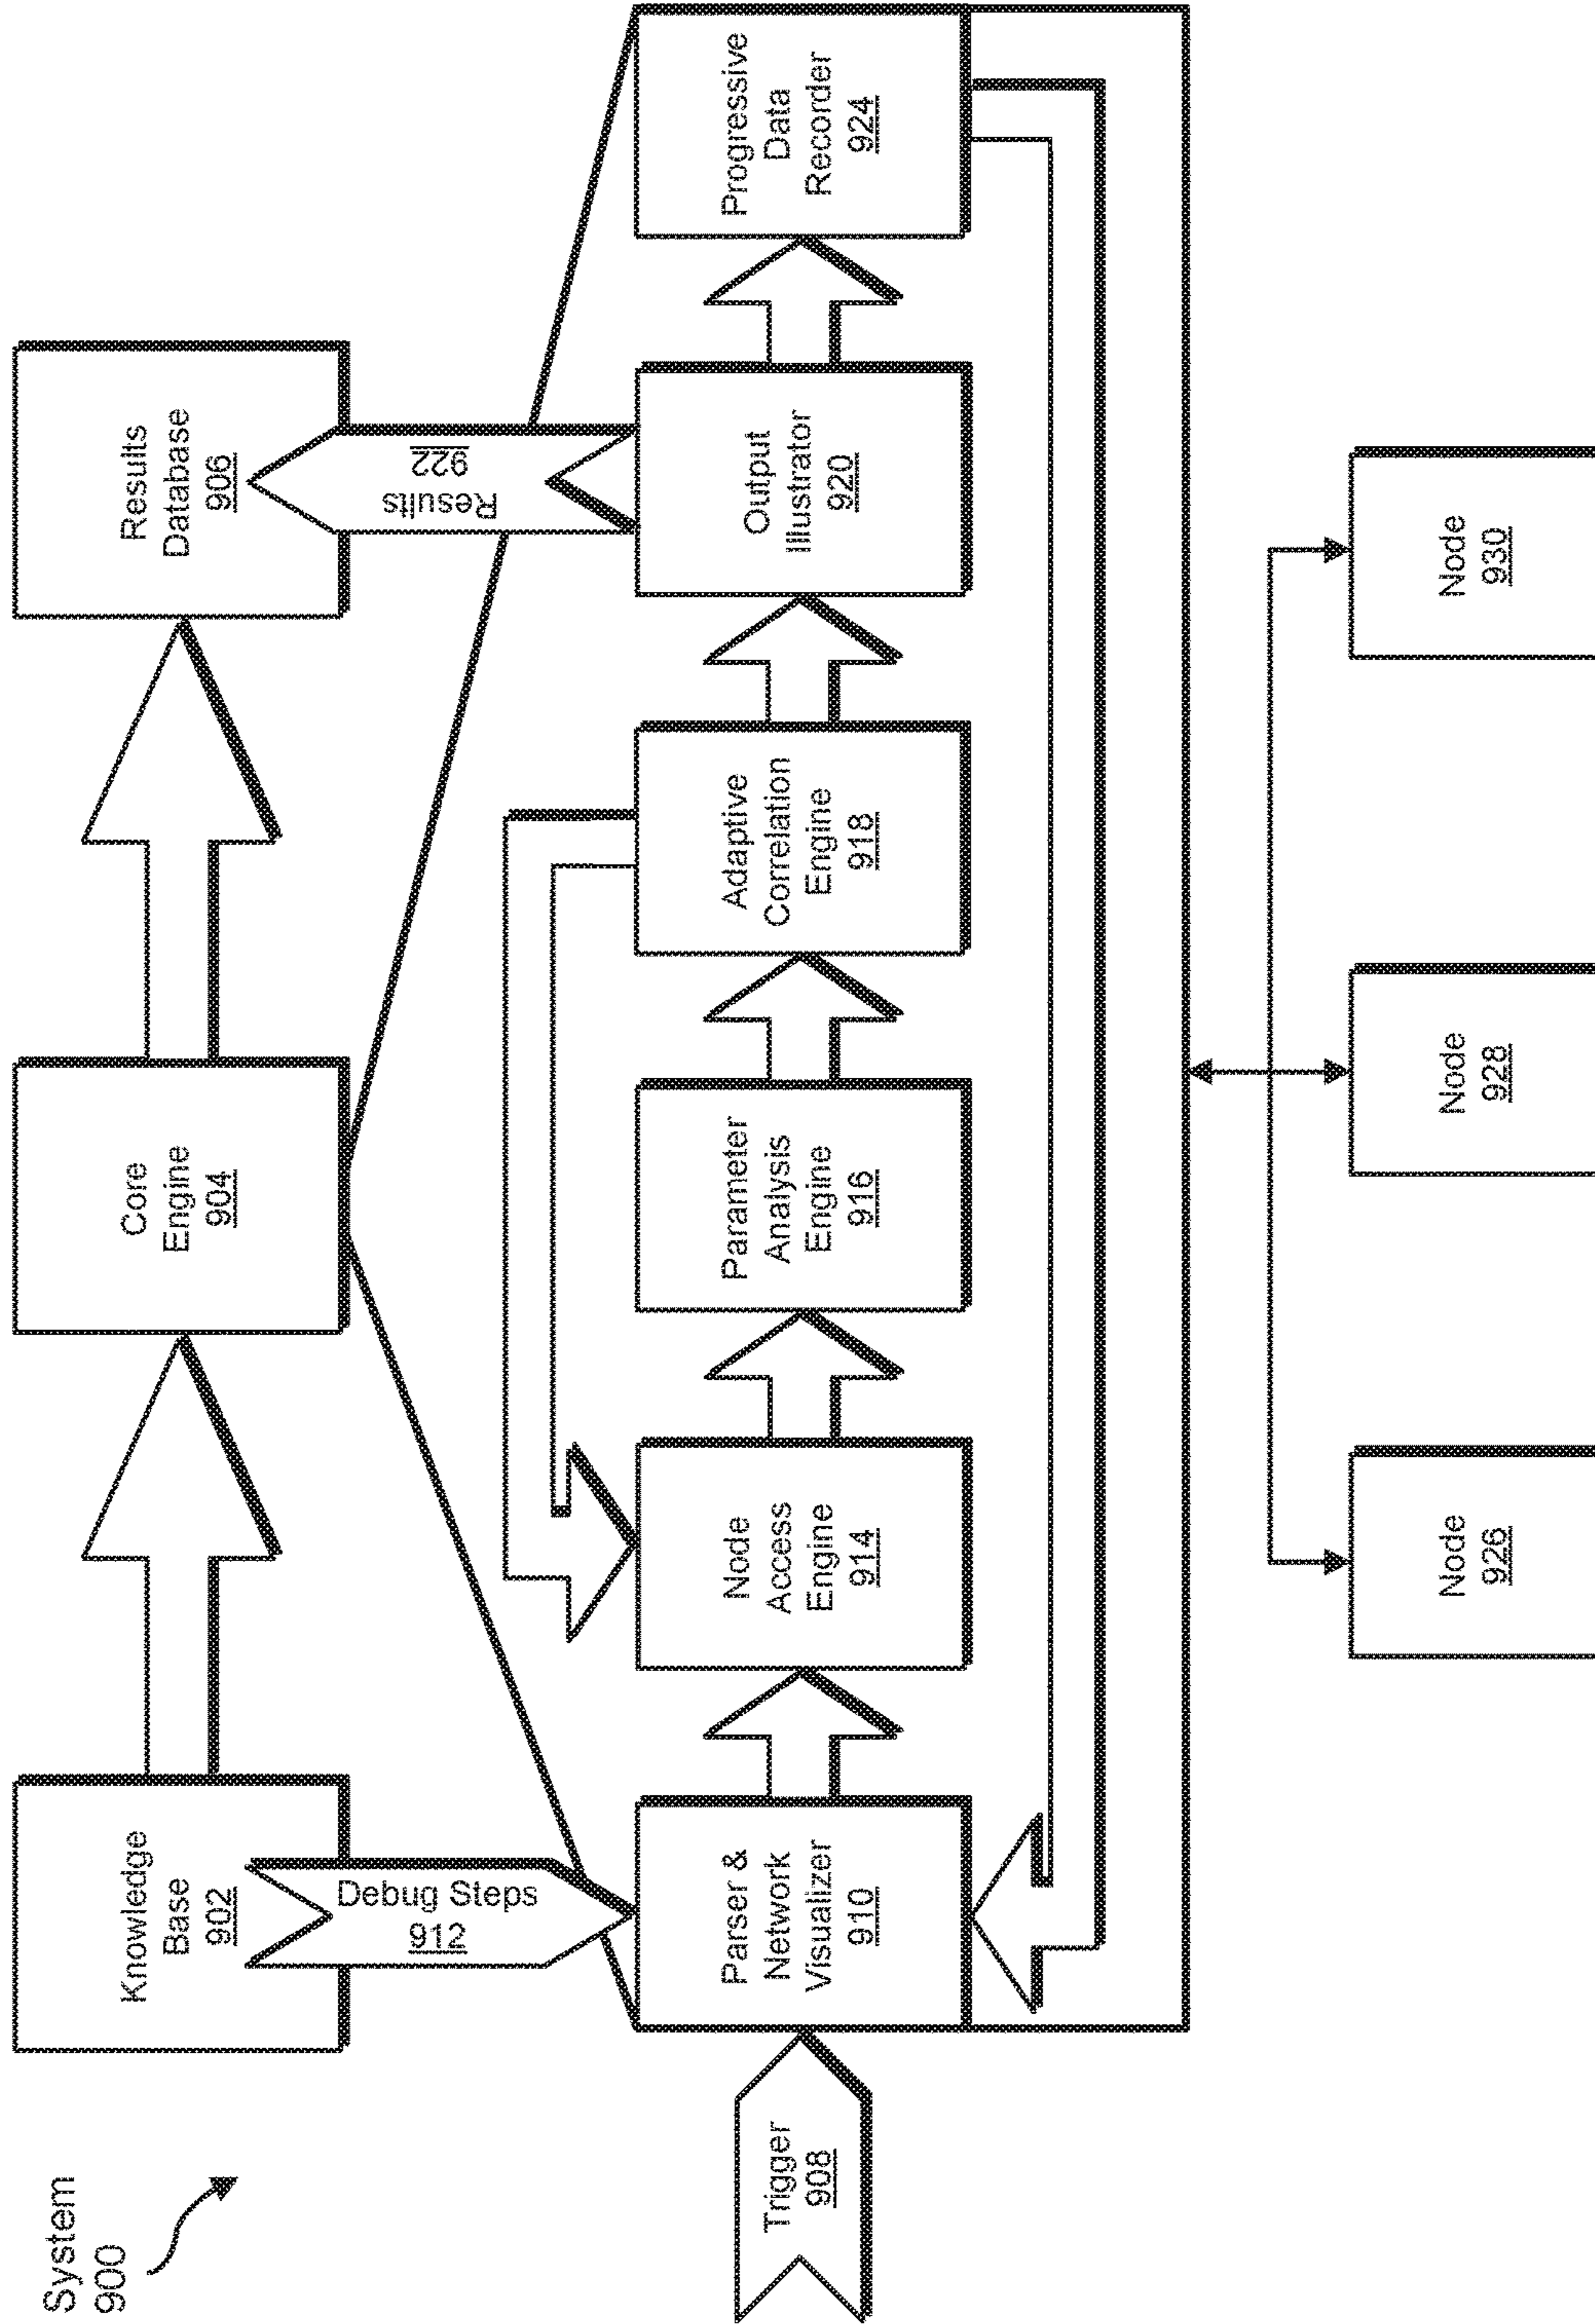 System
900
Knowledge
Base
902
Core
Engine
904
Results
Database
906
Debug Steps
912
Results
922
Trigger
908
Parser &
Network
Visualizer
910
Node
Access
Engine
914
Parameter
Analysis
Engine
916
Adaptive
Correlation
Engine
918
Output
Illustrator
920
Progressive
Data
Recorder
924
Node
926
Node
928
Node
930